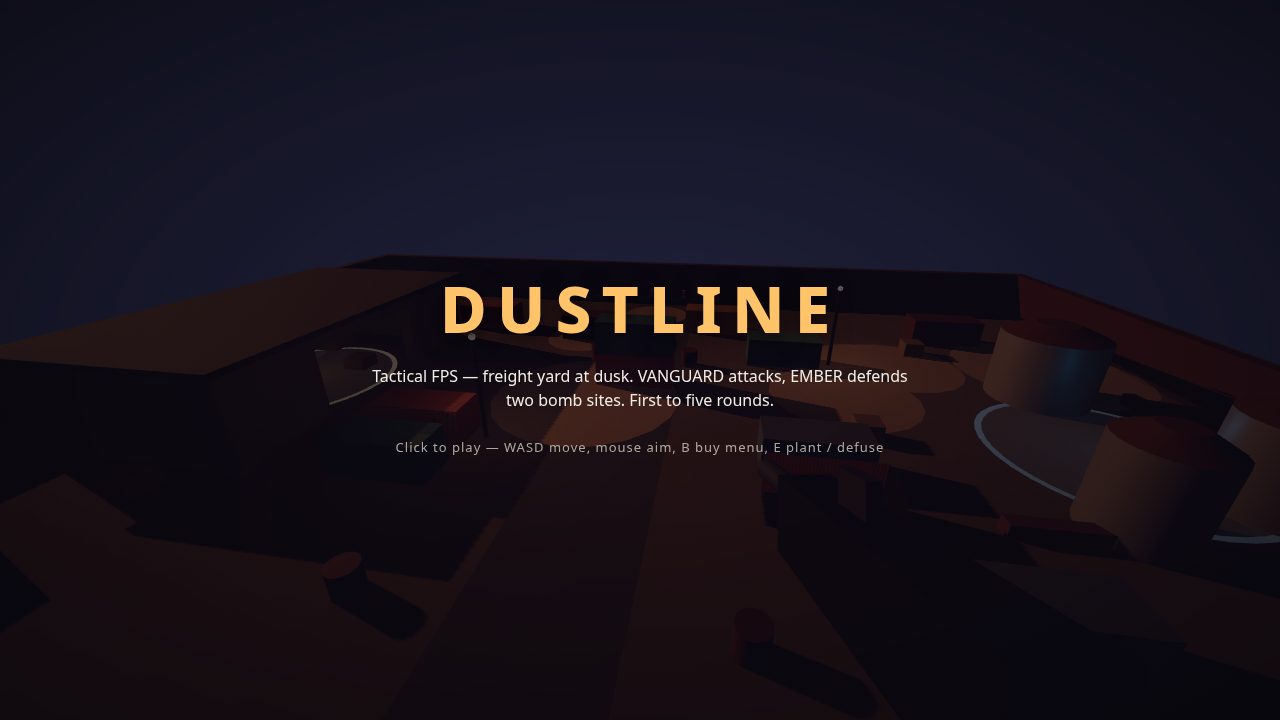 DUSTLINE
Tactical FPS — freight yard at dusk. VANGUARD attacks, EMBER defends
two bomb sites. First to five rounds.
Click to play — WASD move, mouse aim, B buy menu, E plant / defuse